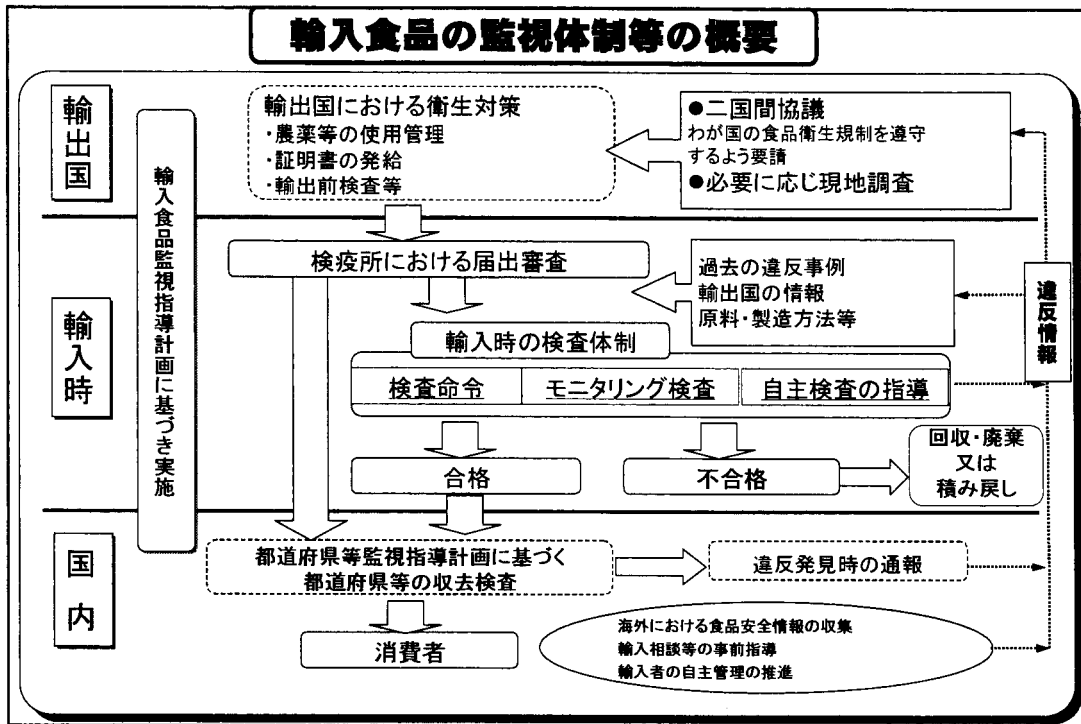 輸入食品の監視体制等の概要
輸出国
輸入食品監視指導計画に基づき実施
輸出国における衛生対策
・農薬等の使用管理
・証明書の発給
・輸出前検査等
●二国間協議
わが国の食品衛生規制を遵守
するよう要請
●必要に応じ現地調査
輸入時
検疫所における届出審査
過去の違反事例
輸出国の情報
原料・製造方法等
違反情報
輸入時の検査体制
検査命令
モニタリング検査
自主検査の指導
合格
不合格
回収・廃棄
又は
積み戻し
国内
都道府県等監視指導計画に基づく
都道府県等の収去検査
違反発見時の通報
消費者
海外における食品安全情報の収集
輸入相談等の事前指導
輸入者の自主管理の推進